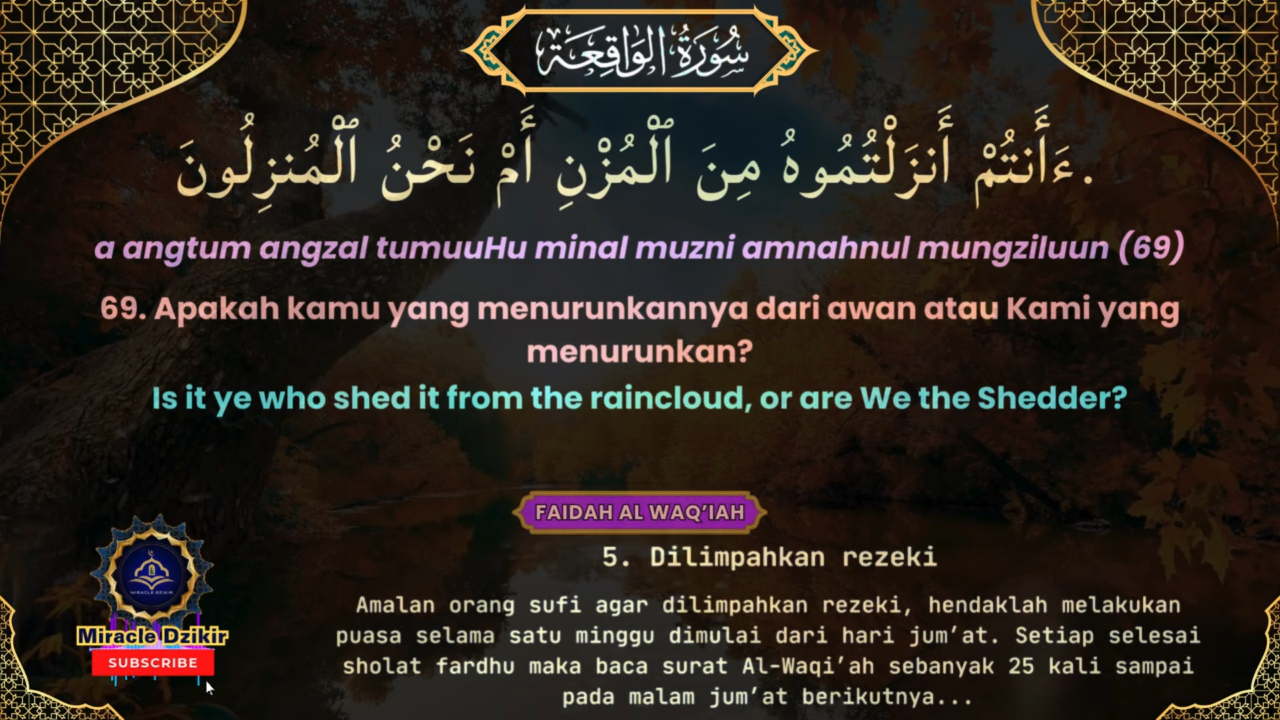 سُورَةُ الوَاقِعَةِ
ءَأَنتُمْ أَنزَلْتُمُوهُ مِنَ ٱلْمُزْنِ أَمْ نَحْنُ ٱلْمُنزِلُونَ.
a angtum angzal tumuuHu minal muzni amnahnul mungziluun (69)
69. Apakah kamu yang menurunkannya dari awan atau Kami yang
menurunkan?
Is it ye who shed it from the raincloud, or are We the Shedder?
FAIDAH AL WAQ'IAH
5. Dilimpahkan rezeki
Amalan orang sufi agar dilimpahkan rezeki, hendaklah melakukan
puasa selama satu minggu dimulai dari hari jum'at. Setiap selesai
sholat fardhu maka baca surat Al-Waqi'ah sebanyak 25 kali sampai
pada malam jum'at berikutnya...
MIRACLE DZIKIR
Miracle Dzikir
SUBSCRIBE